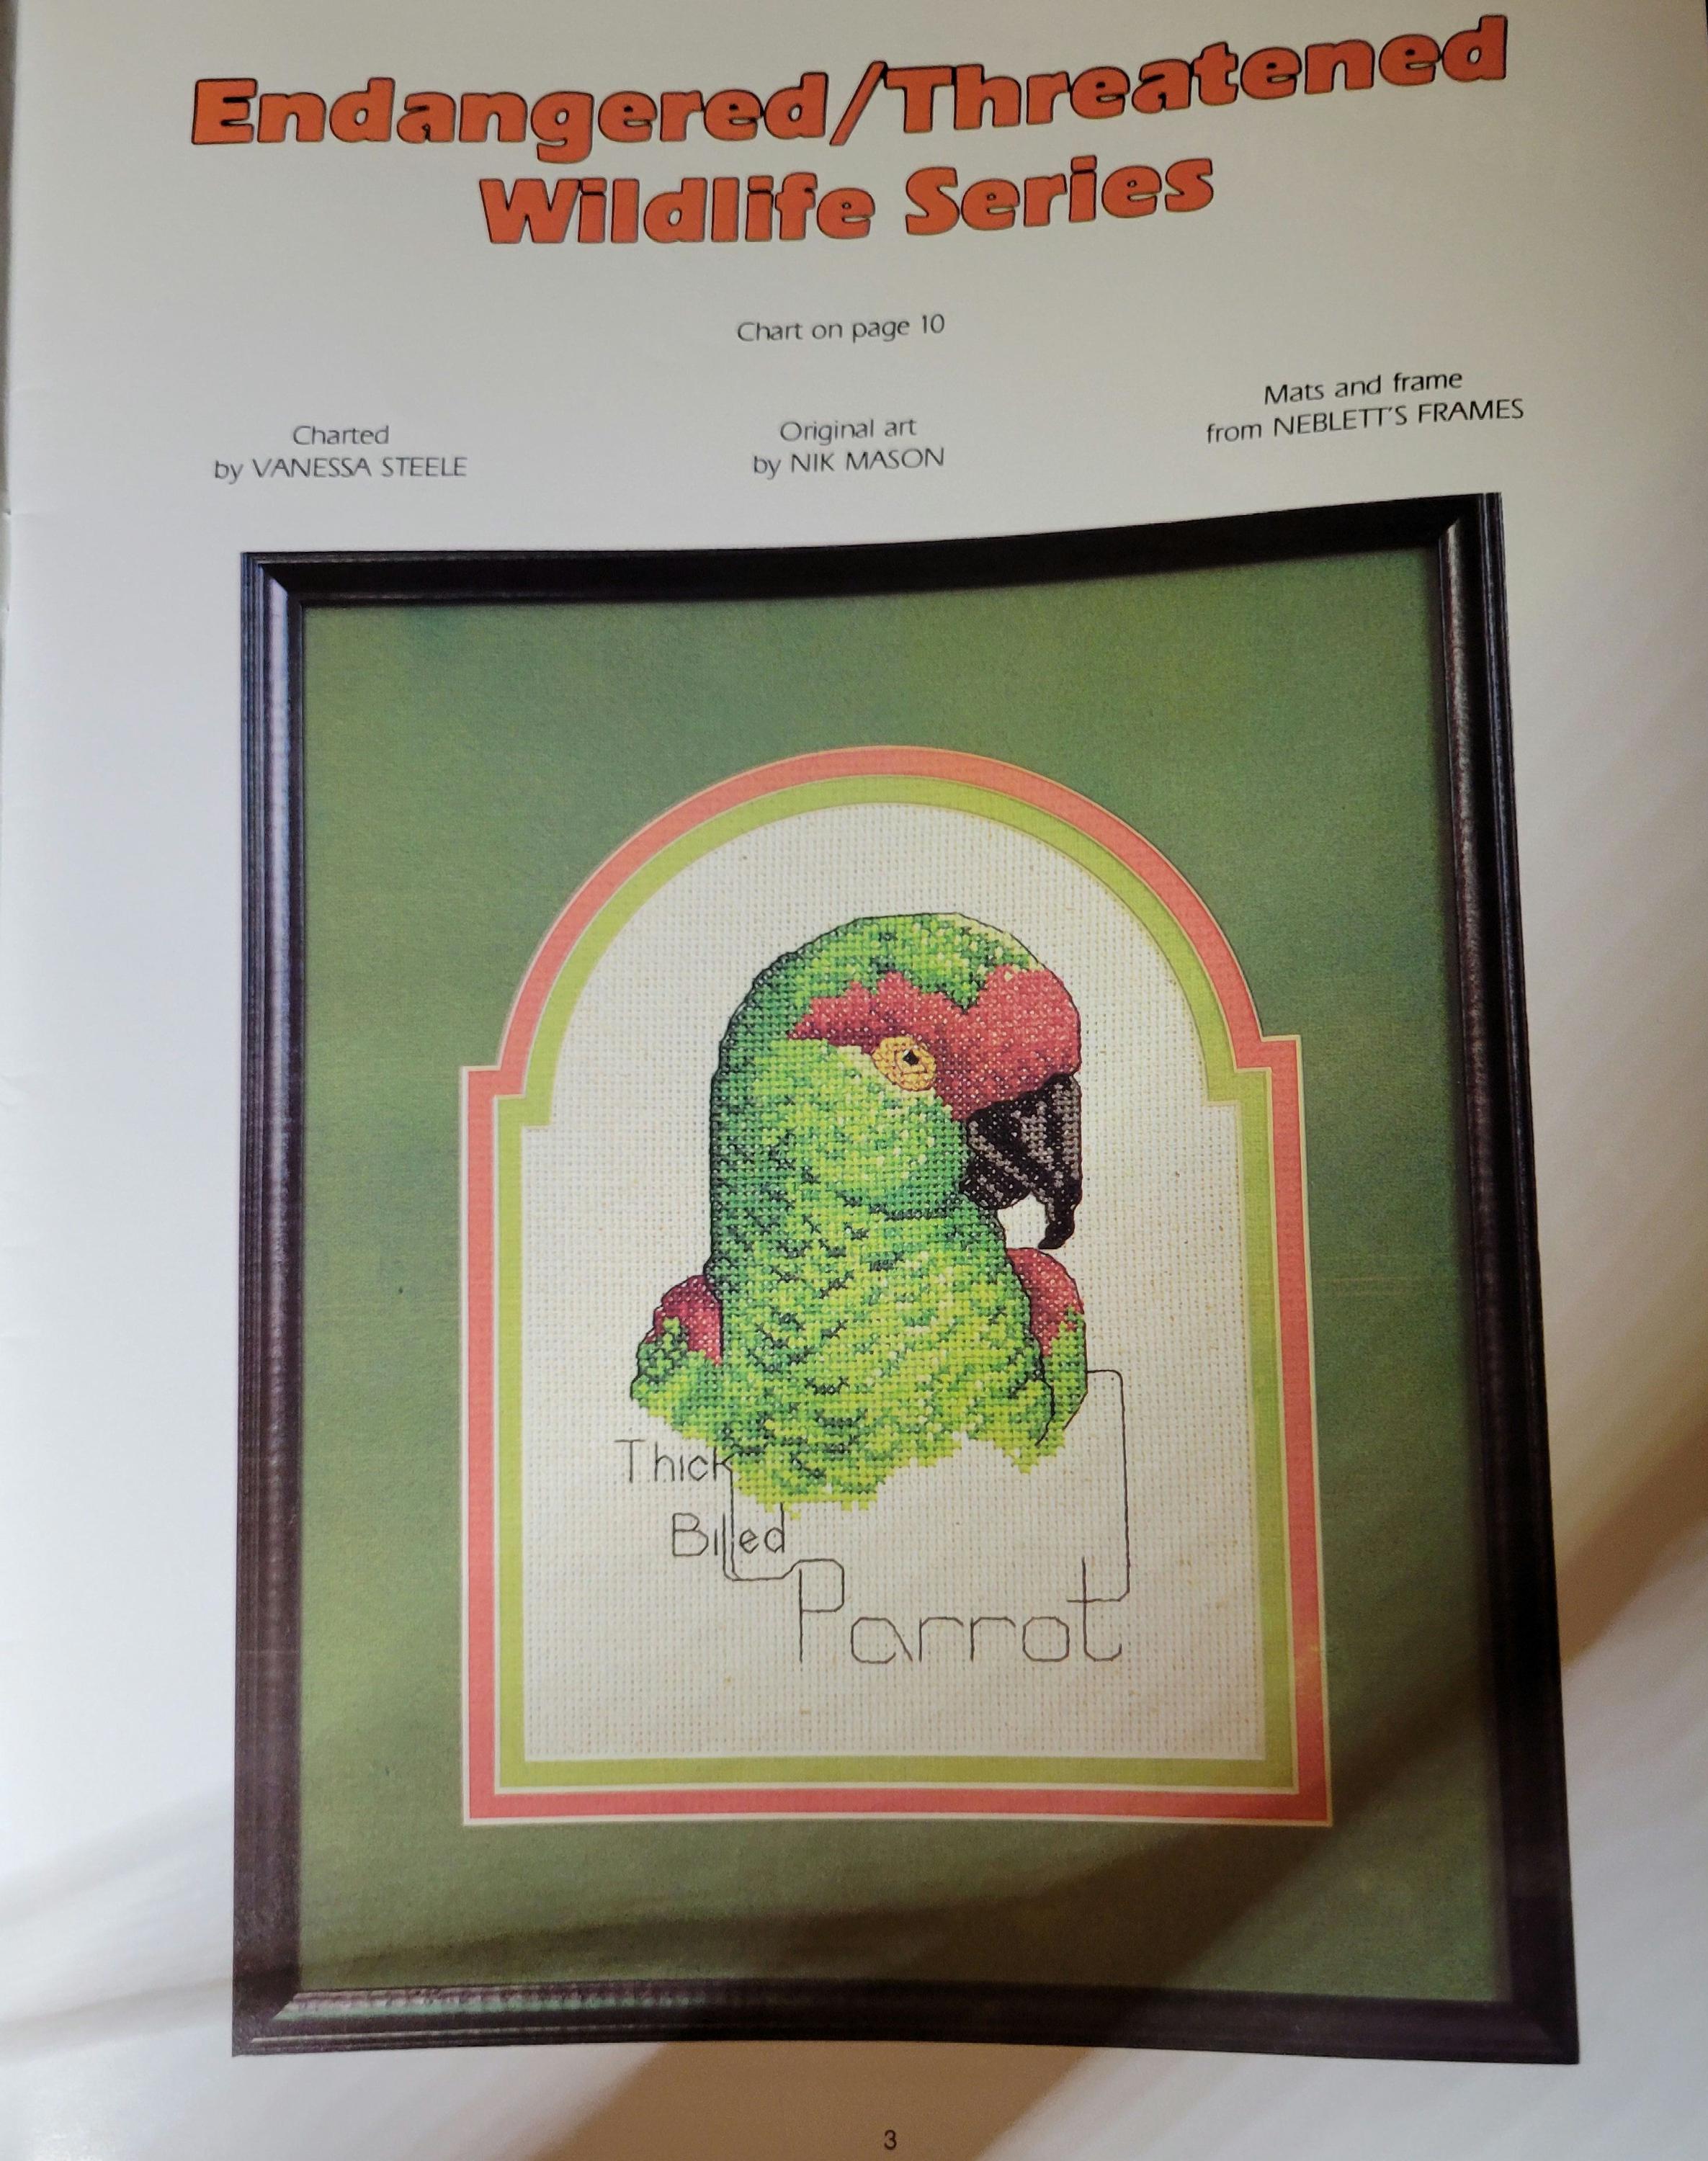 Endangered/Threatened
Wildlife Series
Chart on page 10
Charted
by VANESSA STEELE
Original art
by NIK MASON
Mats and frame
from NEBLETT'S FRAMES
Thick
Billed
Parrot
3